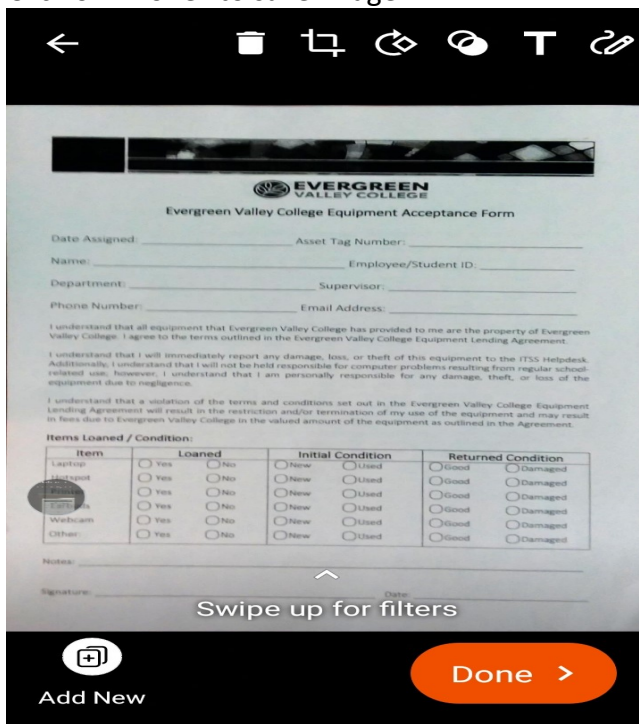 EVERGREEN
VALLEY COLLEGE
Evergreen Valley College Equipment Acceptance Form
Date Assigned: Asset Tag Number:
Name: Employee/Student ID:
Department: Supervisor:
Phone Number: Email Address:
I understand that all equipment that Evergreen Valley College has provided to me are the property of Evergreen
Valley College. I agree to the terms outlined in the Evergreen Valley College Equipment Lending Agreement.
I understand that I will immediately report any damage, loss, or theft of this equipment to the ITSS Helpdesk.
Additionally, I understand that I will not be held responsible for computer problems resulting from regular school-
related use, however, I understand that I am personally responsible for any damage, theft, or loss of the
equipment due to negligence.
I understand that a violation of the terms and conditions set out in the Evergreen Valley College Equipment
Lending Agreement will result in the restriction and/or termination of my use of the equipment and may result
in fees due to Evergreen Valley College in the valued amount of the equipment as outlined in the Agreement.
Items Loaned / Condition:
Item Loaned Initial Condition Returned Condition
Laptop Yes No New Used Good Damaged
Hotspot Yes No New Used Good Damaged
Yes No New Used Good Damaged
Yes No New Used Good Damaged
Webcam Yes No New Used Good Damaged
Other: Yes No New Used Good Damaged
Notes:
Signature: Date:
Swipe up for filters
Add New
Done